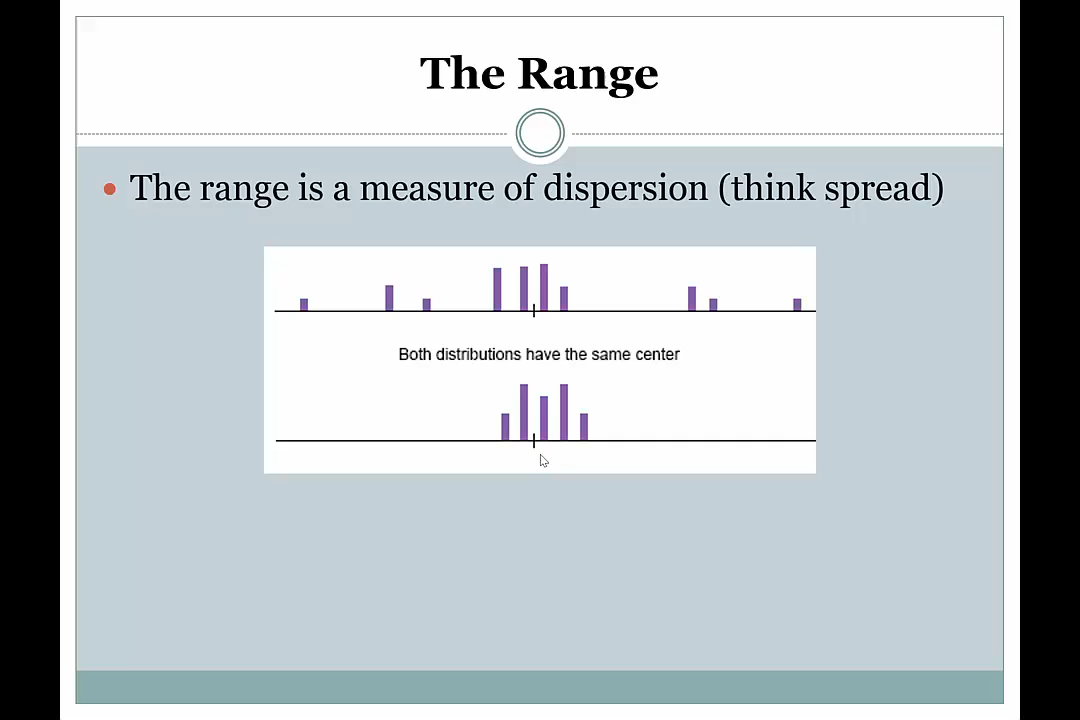 The Range
The range is a measure of dispersion (think spread)
Both distributions have the same center